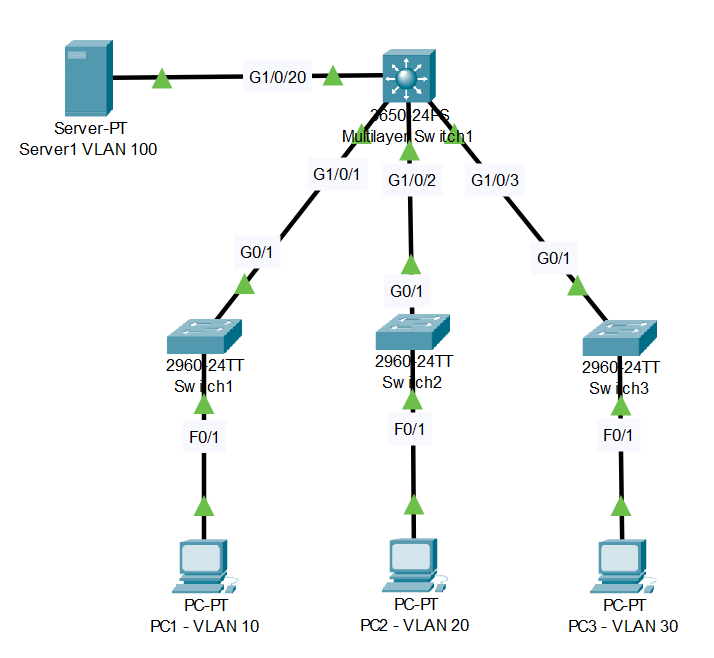 G1/0/20
3650-24PS
Server-PT
Multilayer Switch1
Server1 VLAN 100
G1/0/1
G1/0/2
G1/0/3
G0/1
G0/1
G0/1
2960-24TT
Switch1
2960-24TT
Switch2
2960-24TT
Switch3
F0/1
F0/1
F0/1
PC-PT
PC1 - VLAN 10
PC-PT
PC2 - VLAN 20
PC-PT
PC3 - VLAN 30